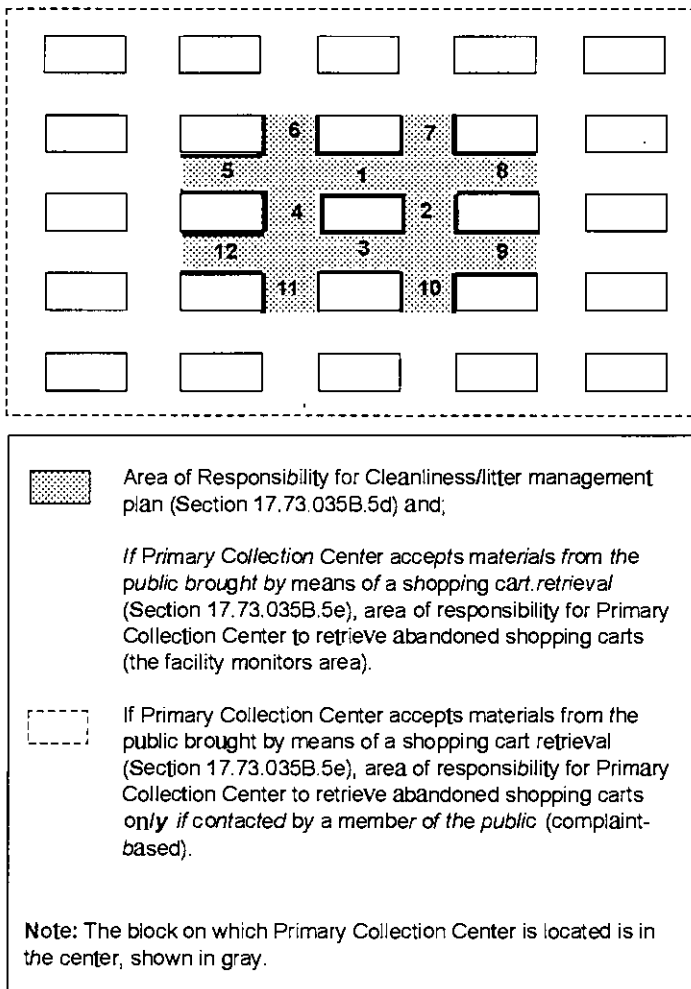 6 7
5 1 8
4 2
12 3 9
11 10
Area of Responsibility for Cleanliness/litter management
plan (Section 17.73.035B.5d) and;
If Primary Collection Center accepts materials from the
public brought by means of a shopping cart.retrieval
(Section 17.73.035B.5e), area of responsibility for Primary
Collection Center to retrieve abandoned shopping carts
(the facility monitors area).
If Primary Collection Center accepts materials from the
public brought by means of a shopping cart retrieval
(Section 17.73.035B.5e), area of responsibility for Primary
Collection Center to retrieve abandoned shopping carts
only if contacted by a member of the public (complaint-
based).
Note: The block on which Primary Collection Center is located is in
the center, shown in gray.